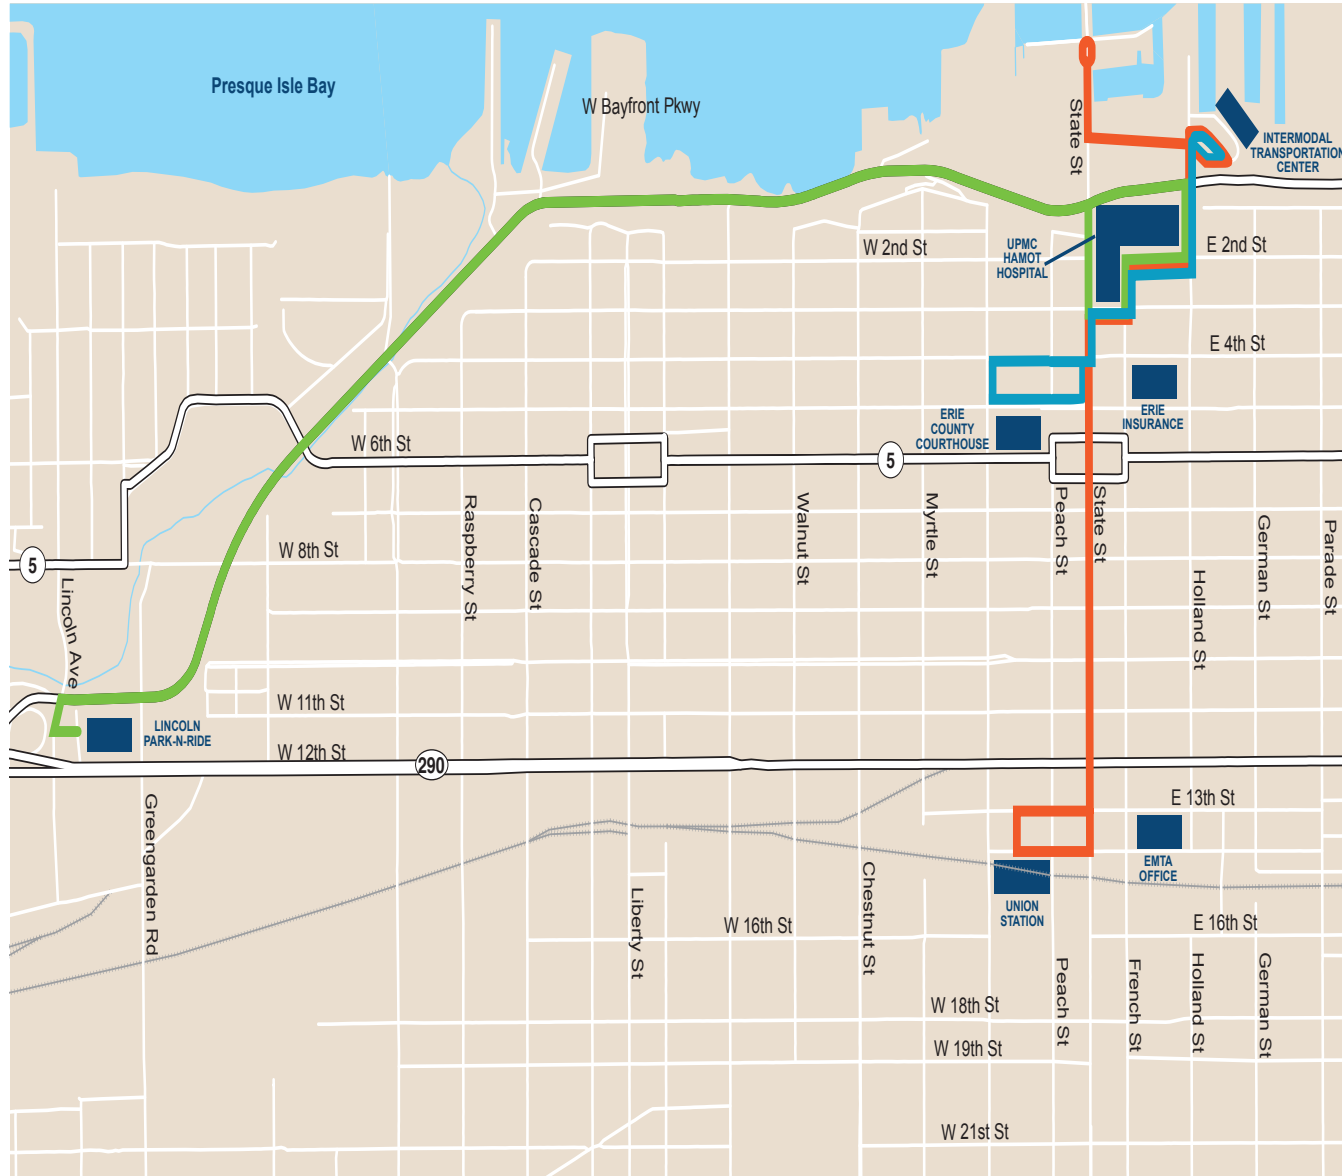 Presque Isle Bay
W Bayfront Pkwy
State St
INTERMODAL
TRANSPORTATION
CENTER
W 2nd St
UPMC
HAMOT
HOSPITAL
E 2nd St
E 4th St
ERIE
COUNTY
COURTHOUSE
ERIE
INSURANCE
W 6th St
5
Raspberry St
Cascade St
Walnut St
Myrtle St
Peach St
State St
German St
Parade St
W 8th St
5
Lincoln Ave
Holland St
W 11th St
LINCOLN
PARK-N-RIDE
W 12th St
290
Greengarden Rd
E 13th St
EMTA
OFFICE
Liberty St
Chestnut St
UNION
STATION
W 16th St
E 16th St
Peach St
French St
Holland St
German St
W 18th St
W 19th St
W 21st St